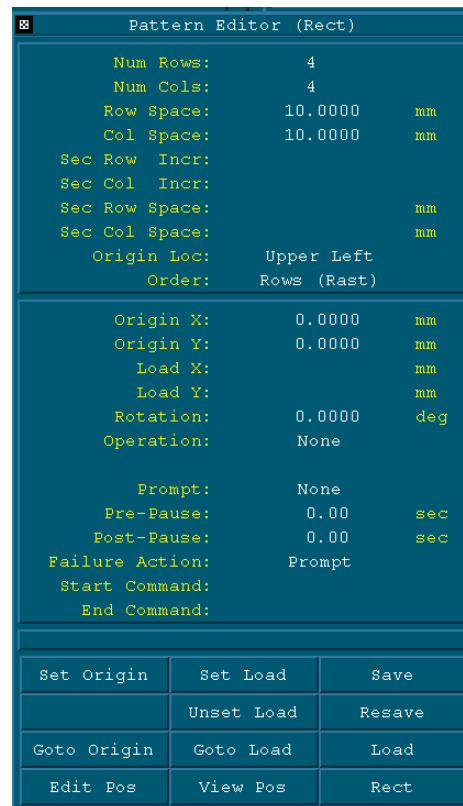 Pattern Editor (Rect)
Num Rows: 4
Num Cols: 4
Row Space: 10.0000 mm
Col Space: 10.0000 mm
Sec Row Incr:
Sec Col Incr:
Sec Row Space: mm
Sec Col Space: mm
Origin Loc: Upper Left
Order: Rows (Rast)
Origin X: 0.0000 mm
Origin Y: 0.0000 mm
Load X: mm
Load Y: mm
Rotation: 0.0000 deg
Operation: None
Prompt: None
Pre-Pause: 0.00 sec
Post-Pause: 0.00 sec
Failure Action: Prompt
Start Command:
End Command:
Set Origin Set Load Save
Unset Load Resave
Goto Origin Goto Load Load
Edit Pos View Pos Rect